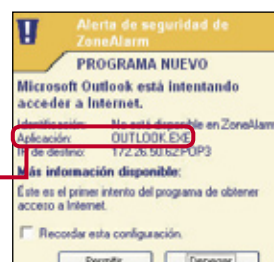 Alerta de seguridad de
ZoneAlarm
PROGRAMA NUEVO
Microsoft Outlook está intentando
acceder a Internet.
Identificación: No está disponible en ZoneAlarm
Aplicación: OUTLOOK.EXE
IP de destino: 172.26.50.62:POP3
Más información disponible:
Éste es el primer intento del programa de obtener
acceso a Internet.
Recordar esta configuración.
Permitir Denegar